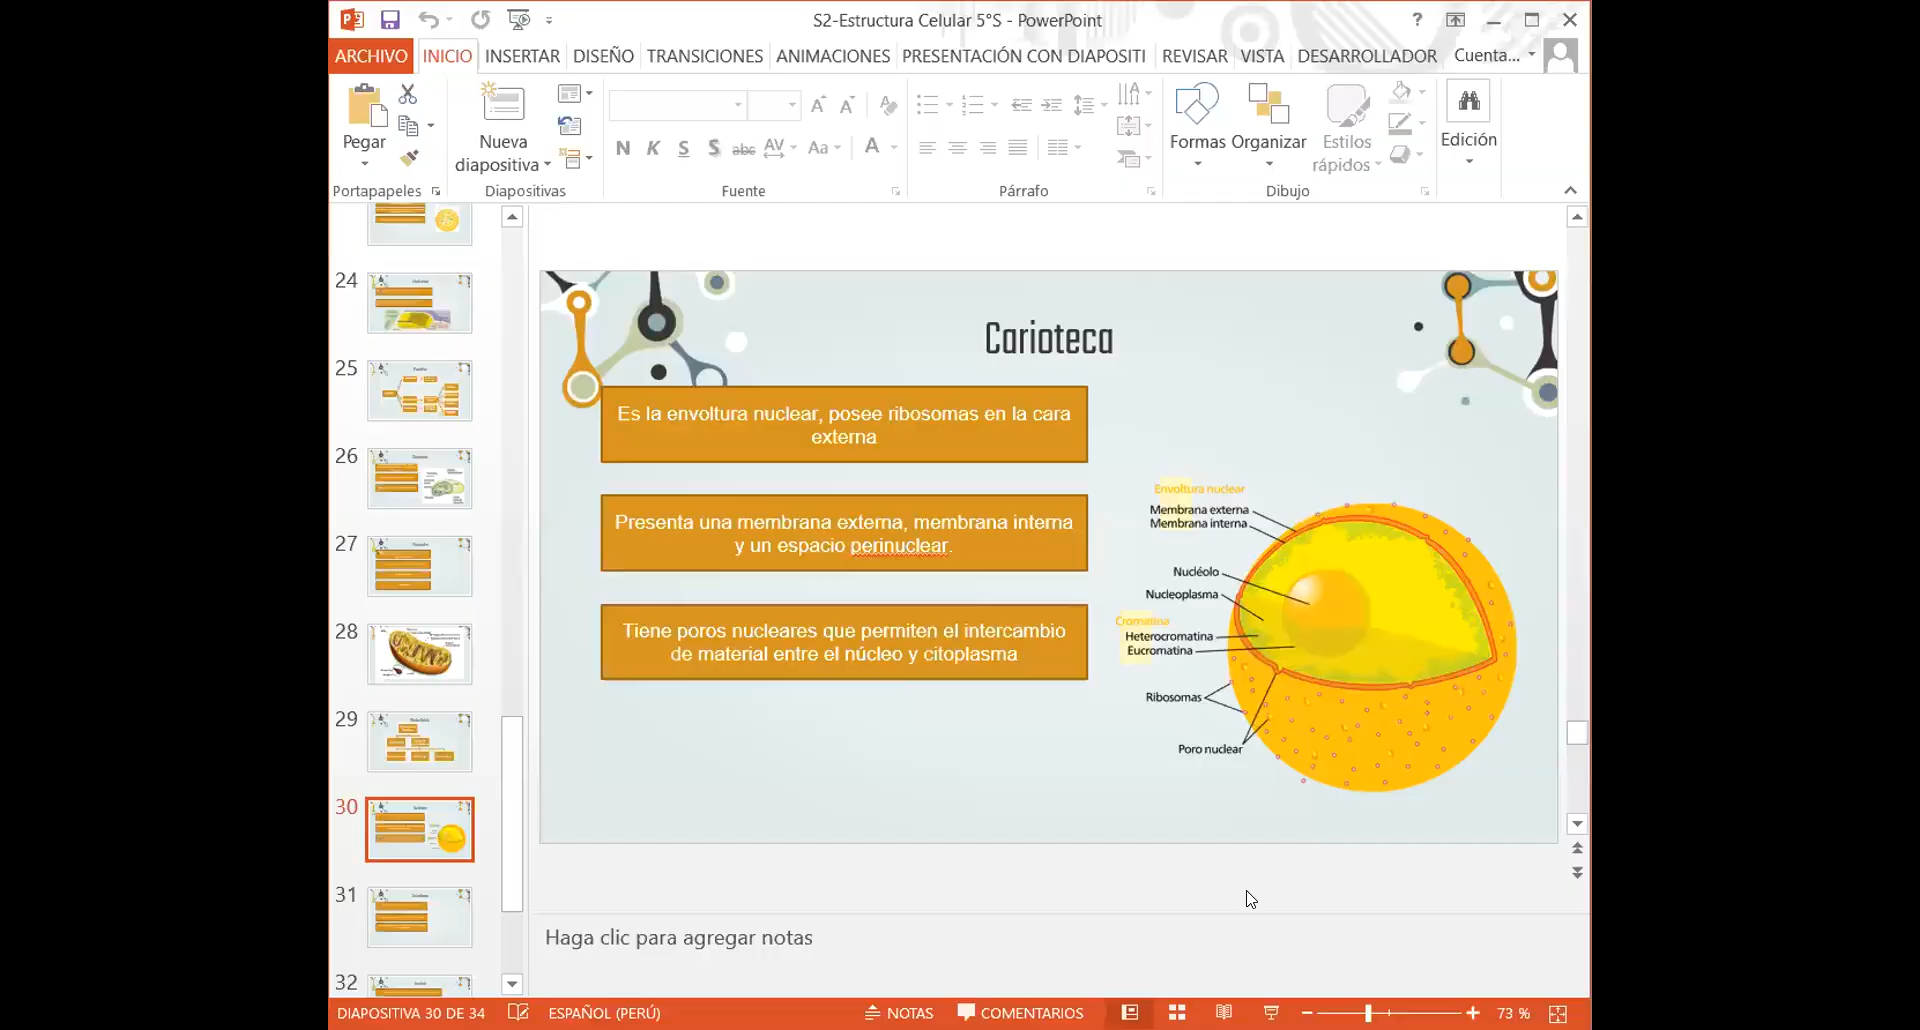 S2-Estructura Celular 5°S - PowerPoint
?
ARCHIVO INICIO INSERTAR DISEÑO TRANSICIONES ANIMACIONES PRESENTACIÓN CON DIAPOSITI REVISAR VISTA DESARROLLADOR Cuenta...
Pegar
Nueva
diapositiva
N K S S abc AV Aa A
Formas
Organizar
Estilos
rápidos
Edición
Portapapeles
Diapositivas
Fuente
Párrafo
Dibujo
24
25
26
27
28
29
30
31
32
Carioteca
Es la envoltura nuclear, posee ribosomas en la cara
externa
Presenta una membrana externa, membrana interna
y un espacio perinuclear.
Tiene poros nucleares que permiten el intercambio
de material entre el núcleo y citoplasma
Envoltura nuclear
Membrana externa
Membrana interna
Nucléolo
Nucleoplasma
Cromatina
Heterocromatina
Eucromatina
Ribosomas
Poro nuclear
Haga clic para agregar notas
DIAPOSITIVA 30 DE 34
ESPAÑOL (PERÚ)
NOTAS
COMENTARIOS
73 %